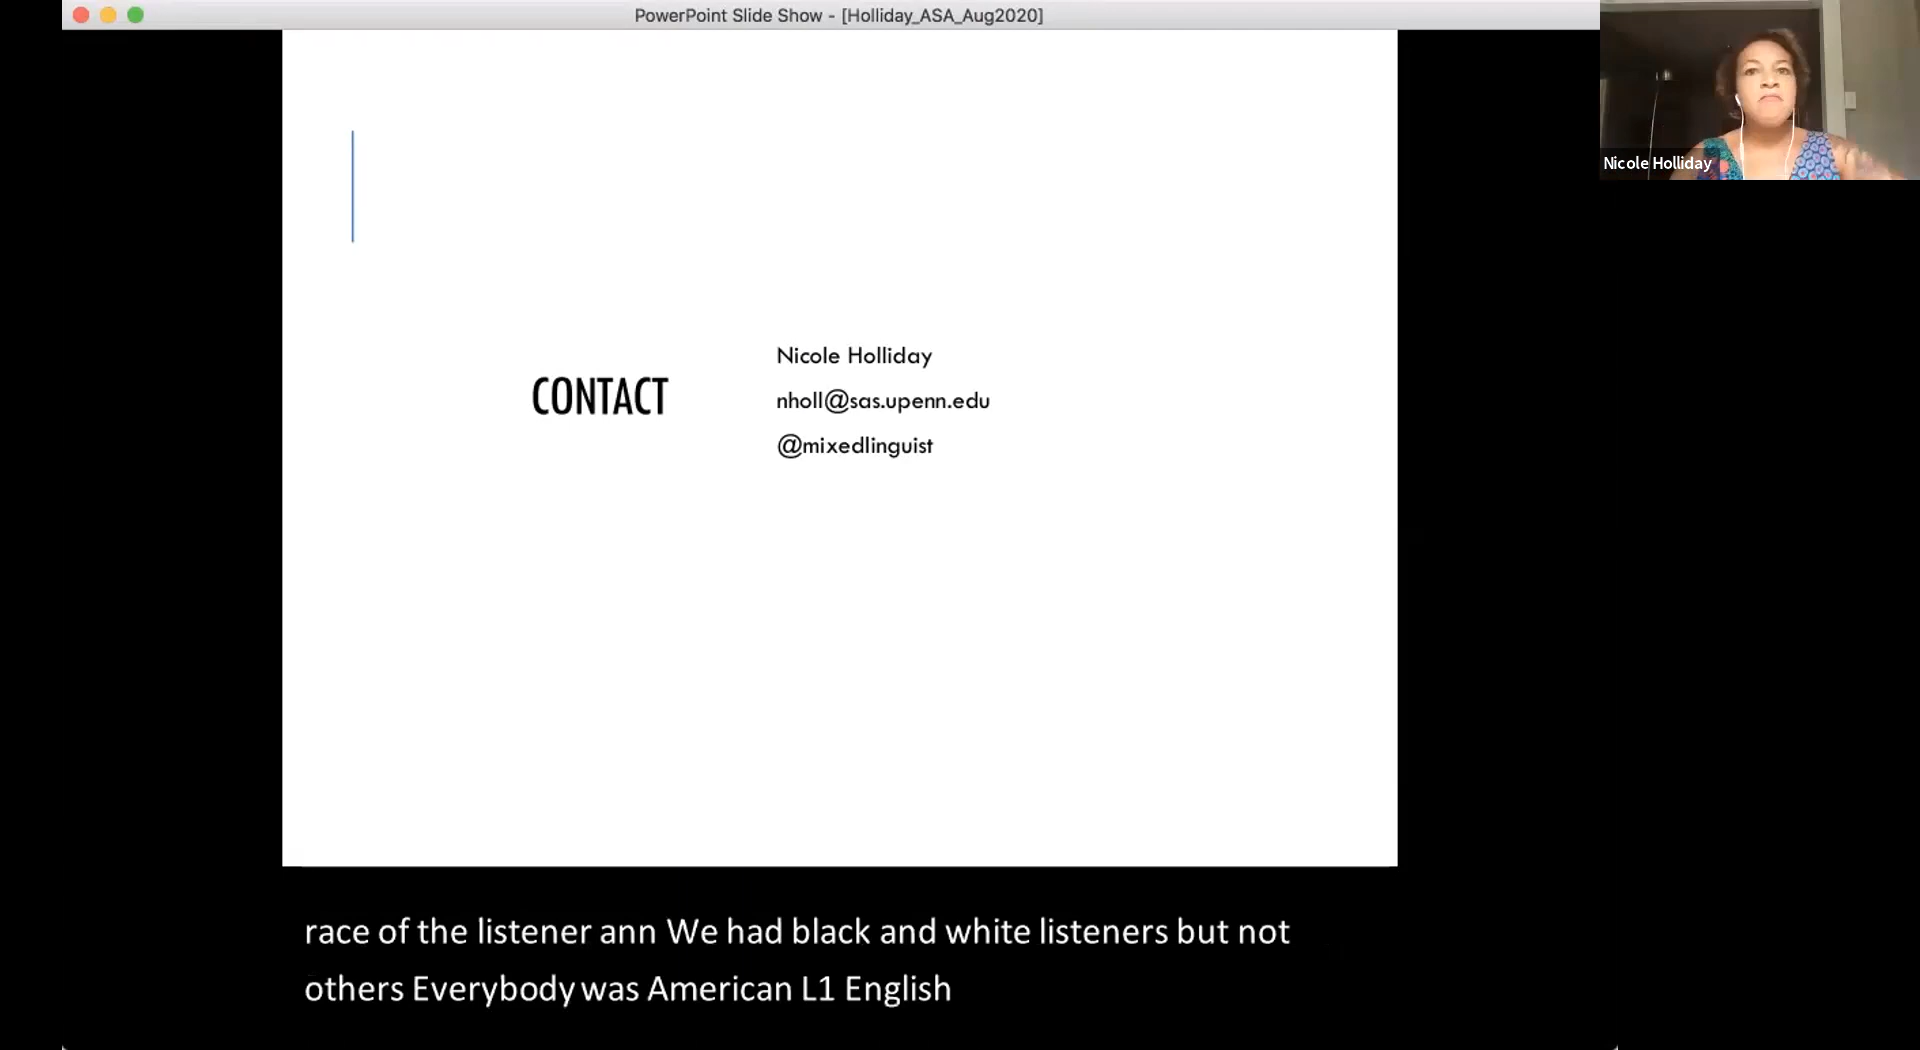 PowerPoint Slide Show - [Holliday_ASA_Aug2020]
Nicole Holliday
CONTACT
Nicole Holliday
nholl@sas.upenn.edu
@mixedlinguist
race of the listener ann We had black and white listeners but not
others Everybody was American L1 English